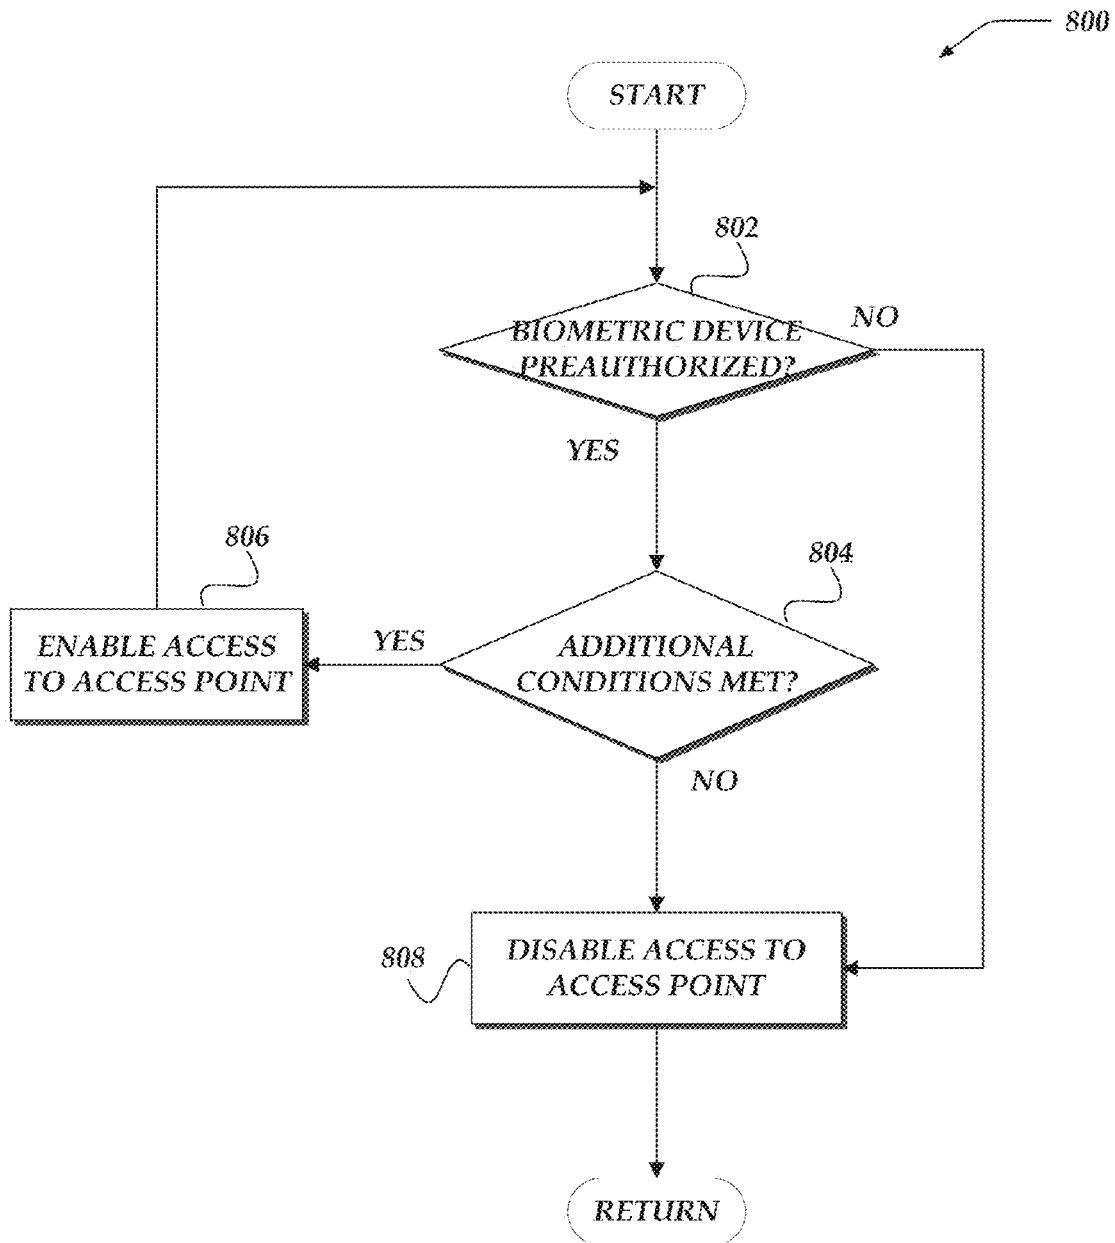 800
START
802
BIOMETRIC DEVICE
PREAUTHORIZED?
NO
YES
806
804
ENABLE ACCESS
TO ACCESS POINT
YES
ADDITIONAL
CONDITIONS MET?
NO
808
DISABLE ACCESS TO
ACCESS POINT
RETURN